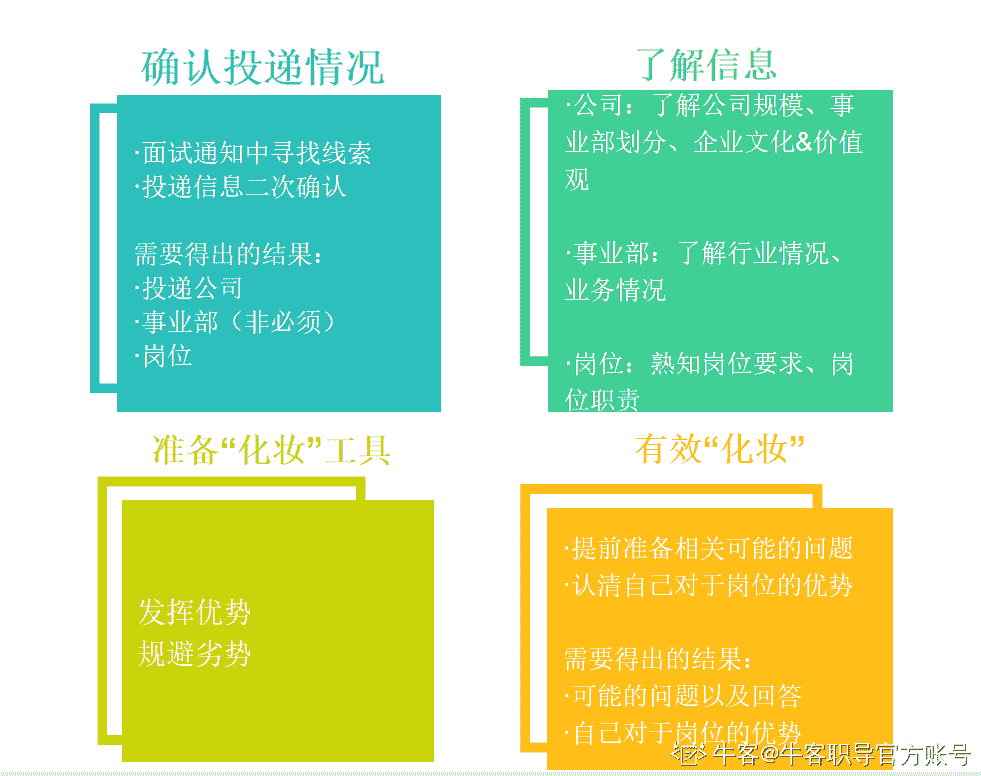 确认投递情况
·面试通知中寻找线索
·投递信息二次确认
需要得出的结果：
·投递公司
·事业部（非必须）
·岗位
了解信息
·公司：了解公司规模、事
业部划分、企业文化&价值
观
·事业部：了解行业情况、
业务情况
·岗位：熟知岗位要求、岗
位职责
准备“化妆”工具
发挥优势
规避劣势
有效“化妆”
·提前准备相关可能的问题
·认清自己对于岗位的优势
需要得出的结果：
·可能的问题以及回答
·自己对于岗位的优势
牛客@牛客职导官方账号